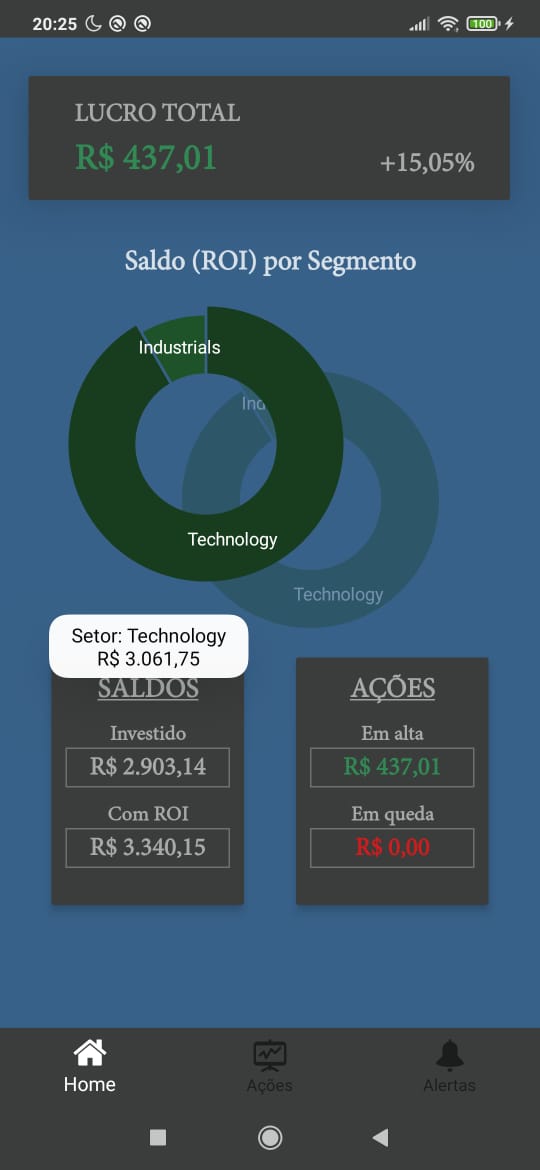 20:25
100
LUCRO TOTAL
R$ 437,01
+15,05%
Saldo (ROI) por Segmento
Industrials
Ind
Technology
Technology
Setor: Technology
R$ 3.061,75
SALDOS
AÇÕES
Investido
Em alta
R$ 2.903,14
R$ 437,01
Com ROI
Em queda
R$ 3.340,15
R$ 0,00
Home
Ações
Alertas